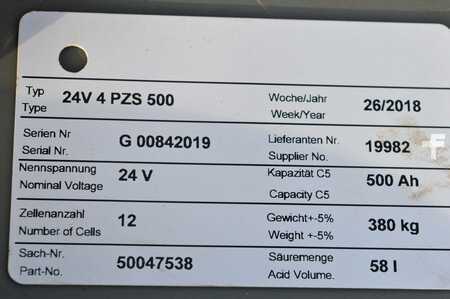 Typ
Type
24V 4 PZS 500
Woche/Jahr
Week/Year
26/2018
Serien Nr
Serial Nr.
G 00842019
Lieferanten Nr.
Supplier No.
19982
Nennspannung
Nominal Voltage
24 V
Kapazität C5
Capacity C5
500 Ah
Zellenanzahl
Number of Cells
12
Gewicht+-5%
Weight +-5%
380 kg
Sach-Nr.
Part-No.
50047538
Säuremenge
Acid Volume.
58 l